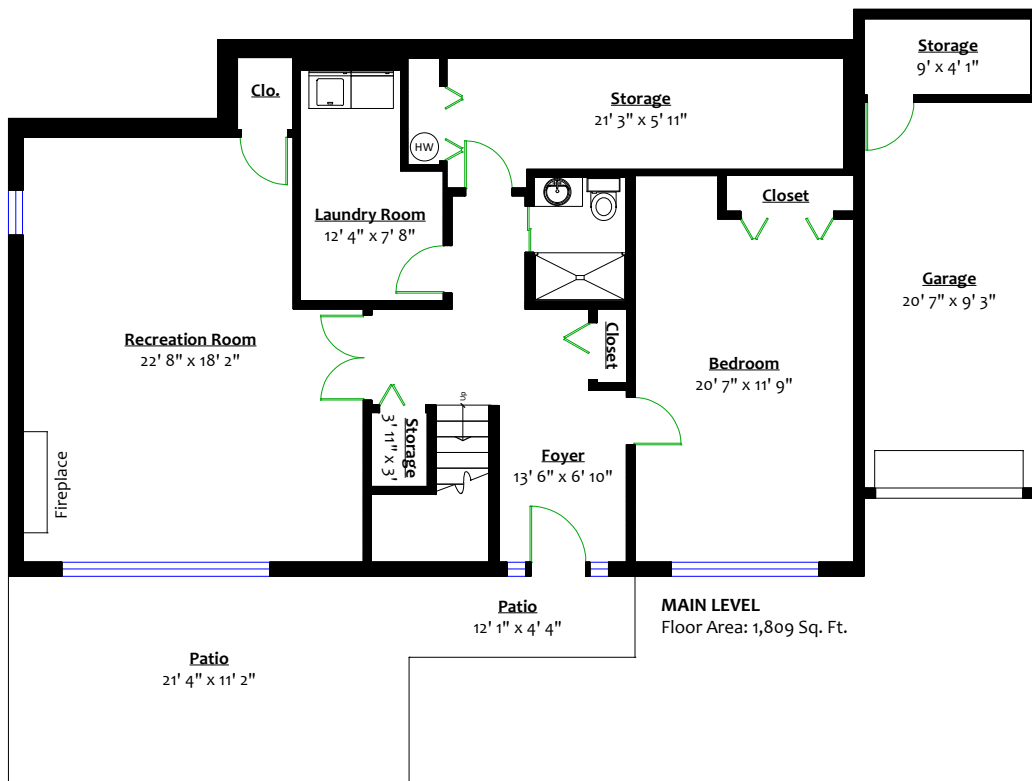 Storage
9' x 4' 1"
Clo.
Storage
21' 3" x 5' 11"
HW
Closet
Laundry Room
12' 4" x 7' 8"
Garage
20' 7" x 9' 3"
Recreation Room
22' 8" x 18' 2"
Closet
Bedroom
20' 7" x 11' 9"
Up
Storage
3' 11" x 3'
Foyer
13' 6" x 6' 10"
Fireplace
Patio
12' 1" x 4' 4"
MAIN LEVEL
Floor Area: 1,809 Sq. Ft.
Patio
21' 4" x 11' 2"